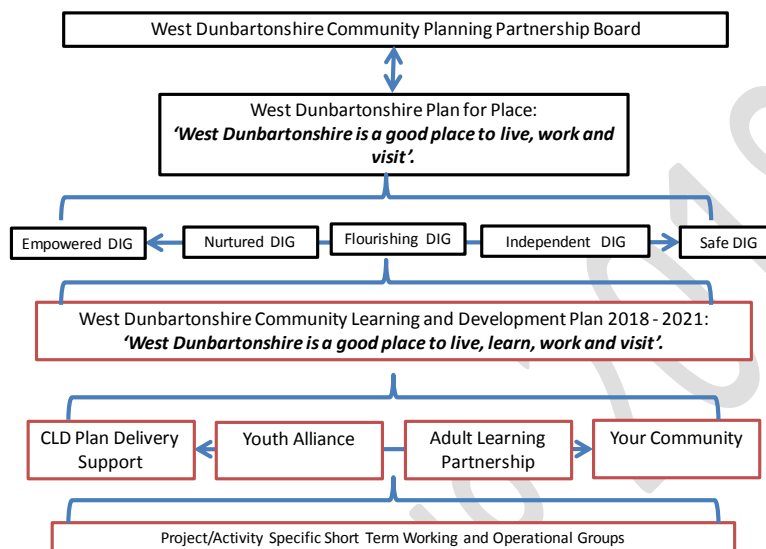 West Dunbartonshire Community Planning Partnership Board
West Dunbartonshire Plan for Place:
'West Dunbartonshire is a good place to live, work and
visit'.
Empowered DIG
Nurtured DIG
Flourishing DIG
Independent DIG
Safe DIG
West Dunbartonshire Community Learning and Development Plan 2018 - 2021:
'West Dunbartonshire is a good place to live, learn, work and visit'.
CLD Plan Delivery
Support
Youth Alliance
Adult Learning
Partnership
Your Community
Project/Activity Specific Short Term Working and Operational Groups